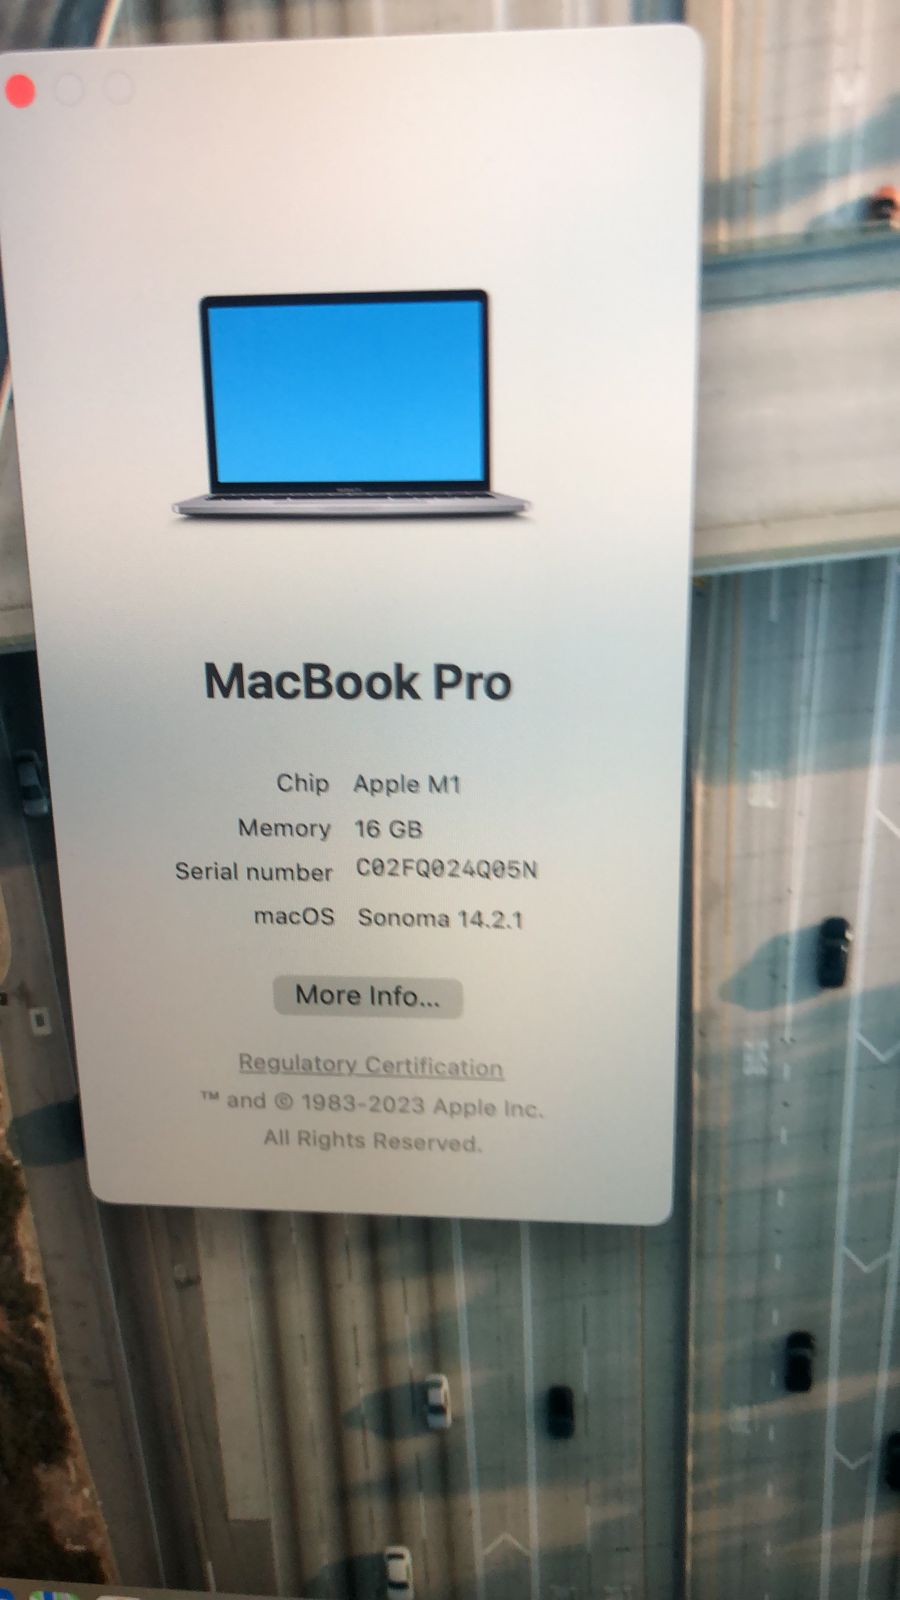 MacBook Pro
Chip Apple M1
Memory 16 GB
Serial number C02FQ024Q05N
macOS Sonoma 14.2.1
More Info...
Regulatory Certification
™ and © 1983-2023 Apple Inc.
All Rights Reserved.